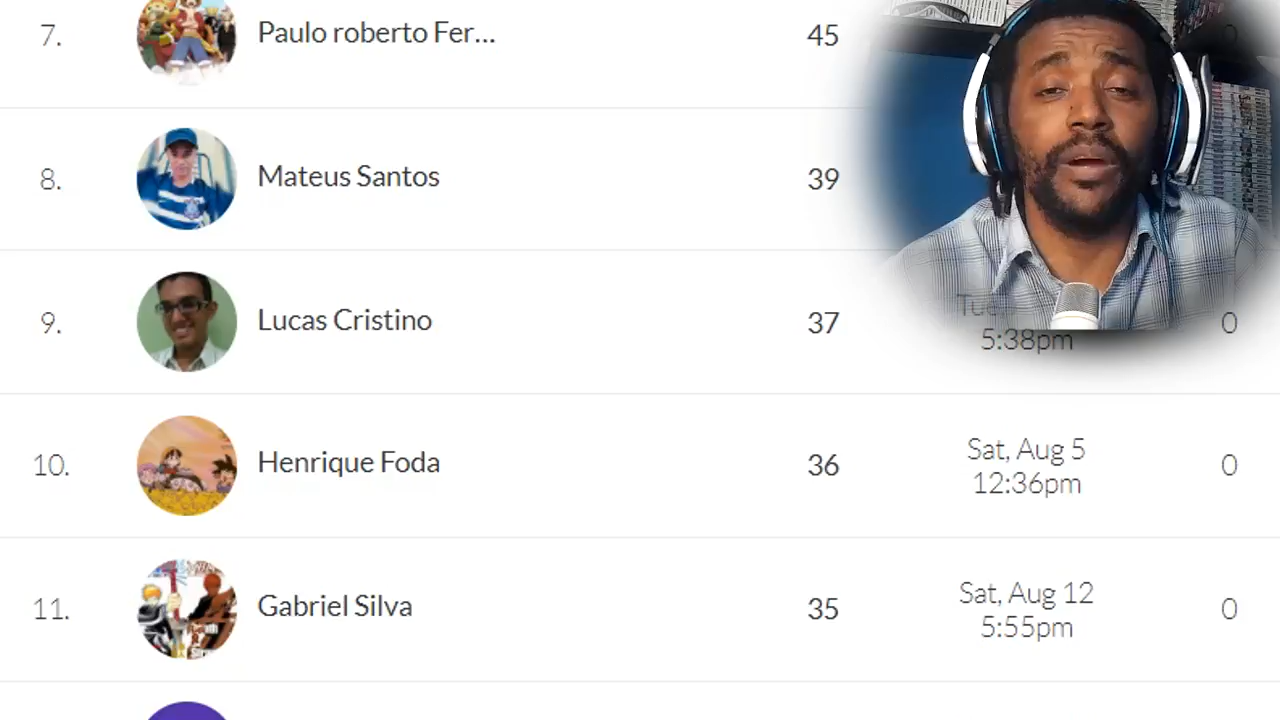 7. Paulo roberto Fer... 45
8. Mateus Santos 39
9. Lucas Cristino 37 Tue, 0
5:38pm
10. Henrique Foda 36 Sat, Aug 5 0
12:36pm
11. Gabriel Silva 35 Sat, Aug 12 0
5:55pm